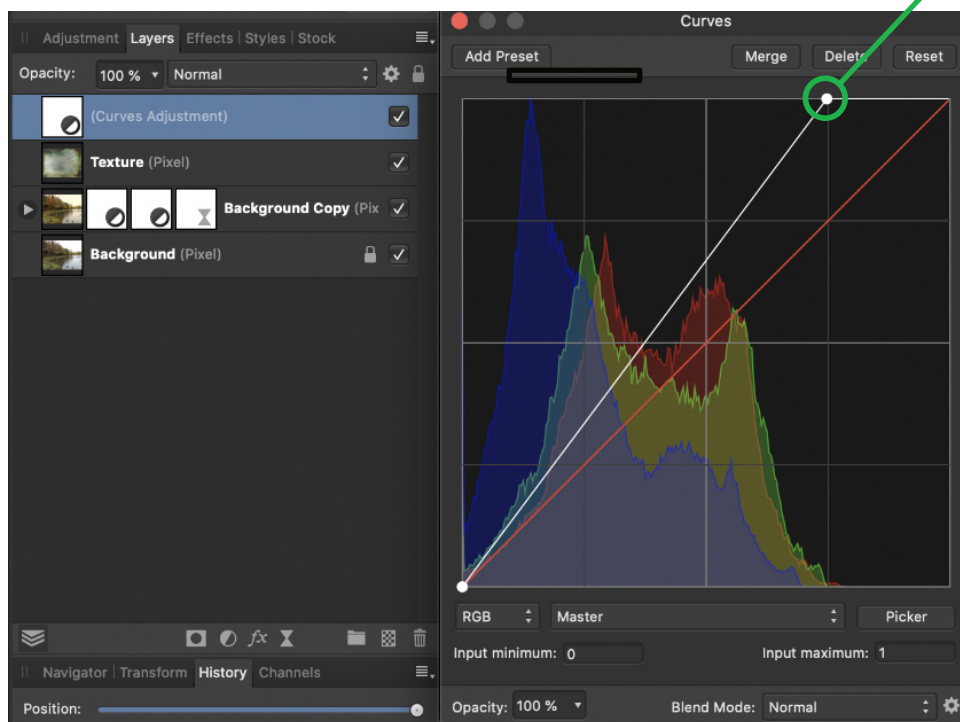 Adjustment Layers Effects Styles Stock
Opacity: 100 % Normal
(Curves Adjustment)
Texture (Pixel)
Background Copy (Pix
Background (Pixel)
fx
Navigator Transform History Channels
Position:
Curves
Add Preset Merge Delete Reset
RGB Master Picker
Input minimum: 0 Input maximum: 1
Opacity: 100 % Blend Mode: Normal